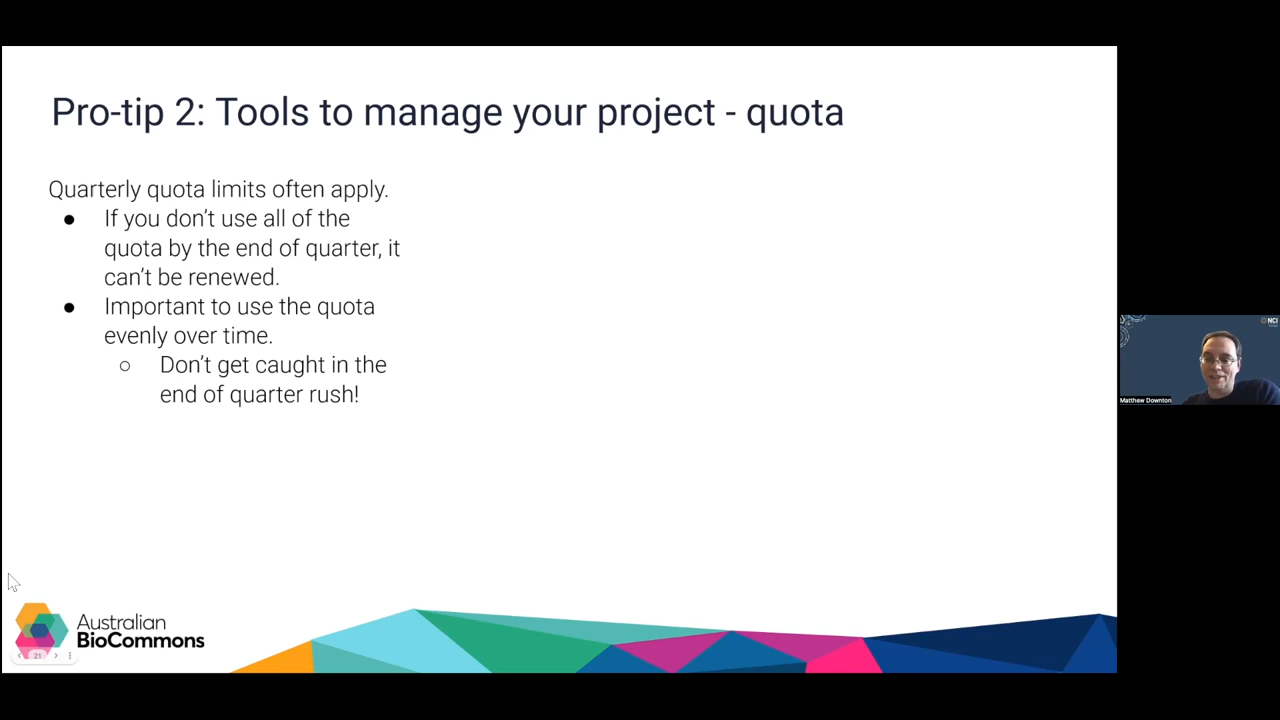 Pro-tip 2: Tools to manage your project - quota
Quarterly quota limits often apply.
● If you don't use all of the
quota by the end of quarter, it
can't be renewed.
● Important to use the quota
evenly over time.
○ Don't get caught in the
end of quarter rush!
NCI
Matthew Downton
Australian
BioCommons
21